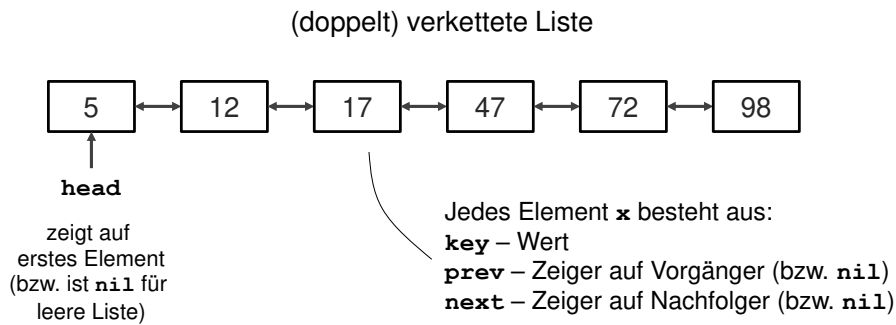 (doppelt) verkettete Liste
5 12 17 47 72 98
head
zeigt auf
erstes Element
(bzw. ist nil für
leere Liste)
Jedes Element x besteht aus:
key – Wert
prev – Zeiger auf Vorgänger (bzw. nil)
next – Zeiger auf Nachfolger (bzw. nil)